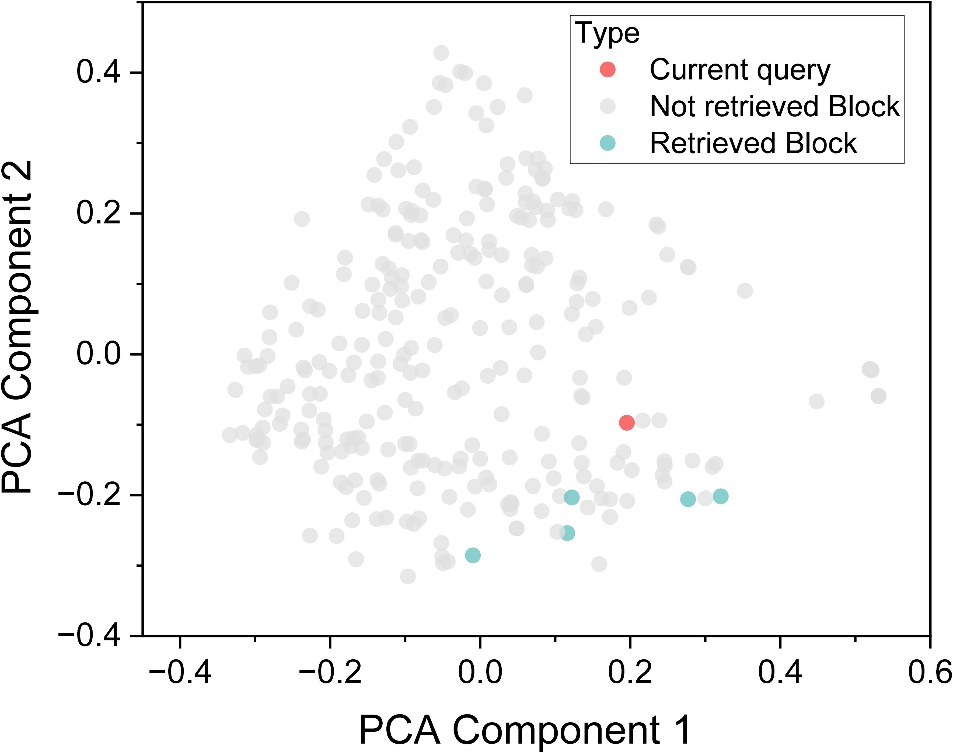 Type
Current query
Not retrieved Block
Retrieved Block
PCA Component 2
0.4
0.2
0.0
−0.2
−0.4
−0.4 −0.2 0.0 0.2 0.4 0.6
PCA Component 1